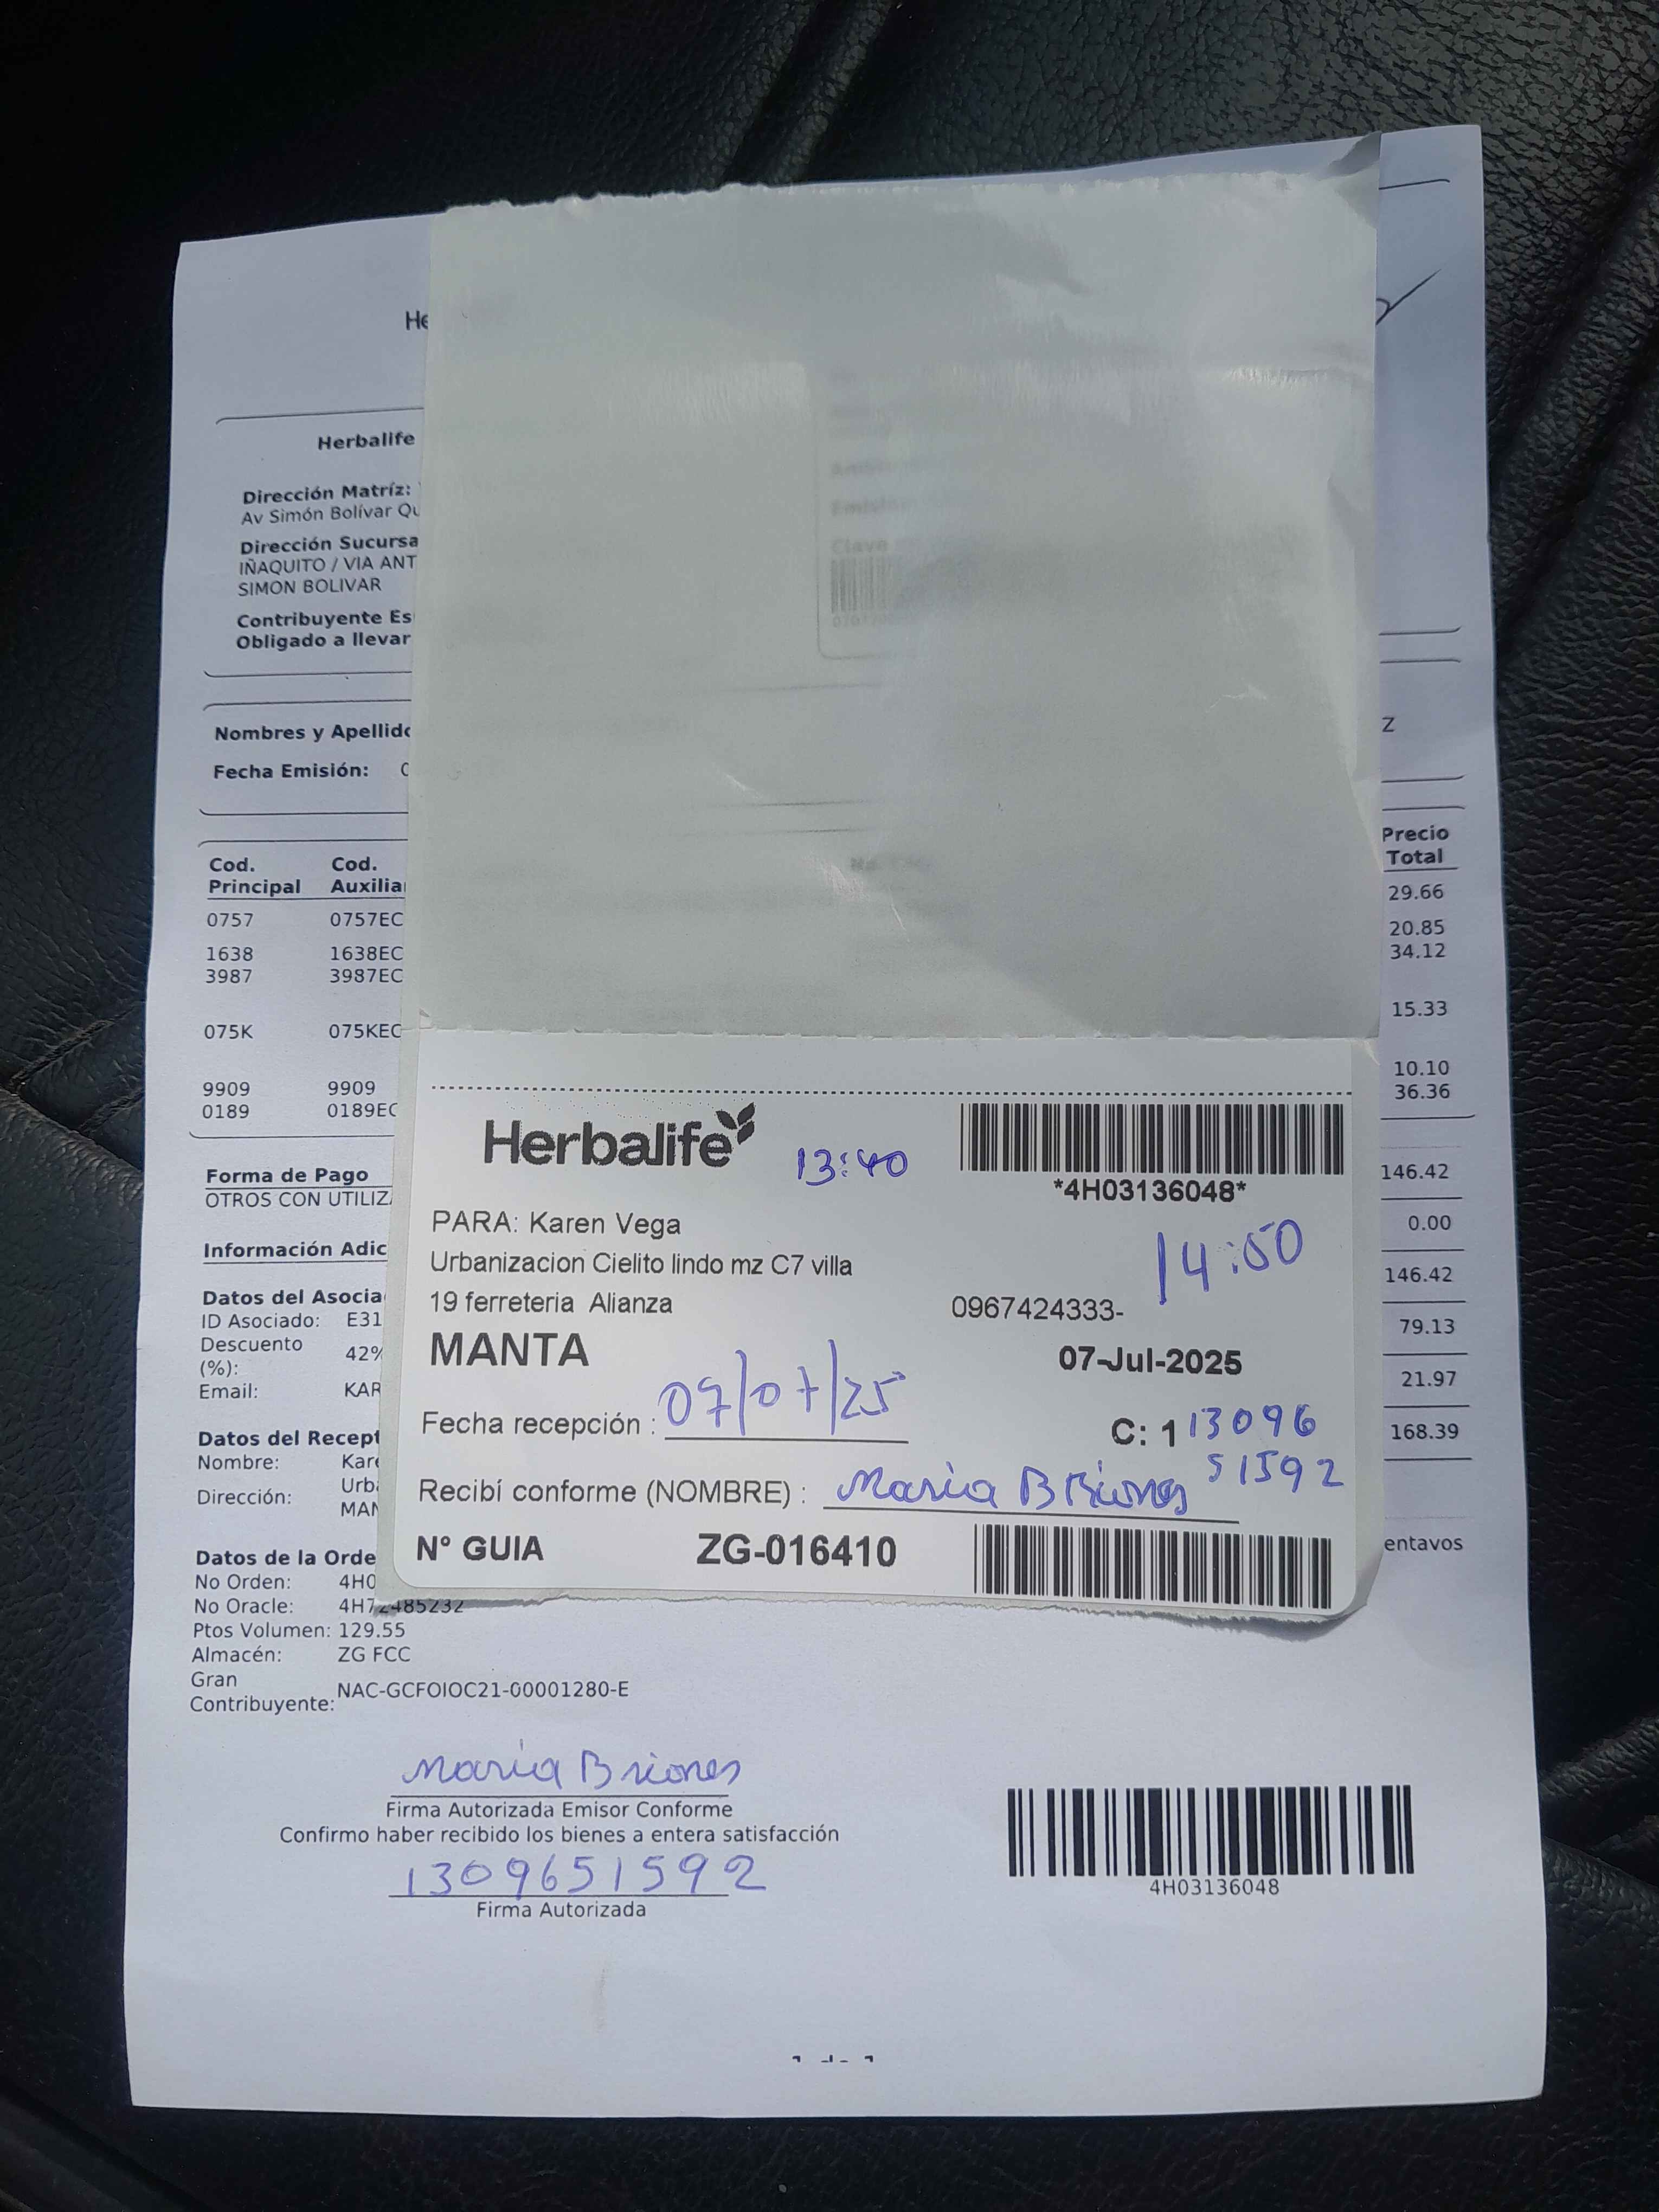 He
Herbalife
Dirección Matríz:
Av Simón Bolívar Qu
Dirección Sucursa
IÑAQUITO / VIA ANT
SIMON BOLIVAR
Contribuyente Es
Obligado a llevar
Clave
Nombres y Apellido
Z
Fecha Emisión:
Cod. Principal Cod. Auxilia Precio Total
0757 0757EC 29.66
1638 1638EC 20.85
3987 3987EC 34.12
075K 075KEC 15.33
9909 9909 10.10
0189 0189EC 36.36
Forma de Pago
OTROS CON UTILIZA
Información Adic
Datos del Asocia
ID Asociado: E31
Descuento (%): 42%
Email: KAR
Datos del Recept
Nombre: Kare
Dirección: Urba
MAN
Datos de la Orde
No Orden: 4H0
No Oracle: 4H72485232
Ptos Volumen: 129.55
Almacén: ZG FCC
Gran Contribuyente: NAC-GCFOIOC21-00001280-E
146.42
0.00
146.42
79.13
21.97
168.39
entavos
Herbalife
13:40
*4H03136048*
PARA: Karen Vega
14:50
Urbanizacion Cielito lindo mz C7 villa
19 ferreteria Alianza 0967424333-
MANTA 07-Jul-2025
Fecha recepción : 09/07/25
C: 1 13096
51592
Recibí conforme (NOMBRE) : Maria B Briones
N° GUIA ZG-016410
Maria Briones
Firma Autorizada Emisor Conforme
Confirmo haber recibido los bienes a entera satisfacción
1309651592
Firma Autorizada
4H03136048